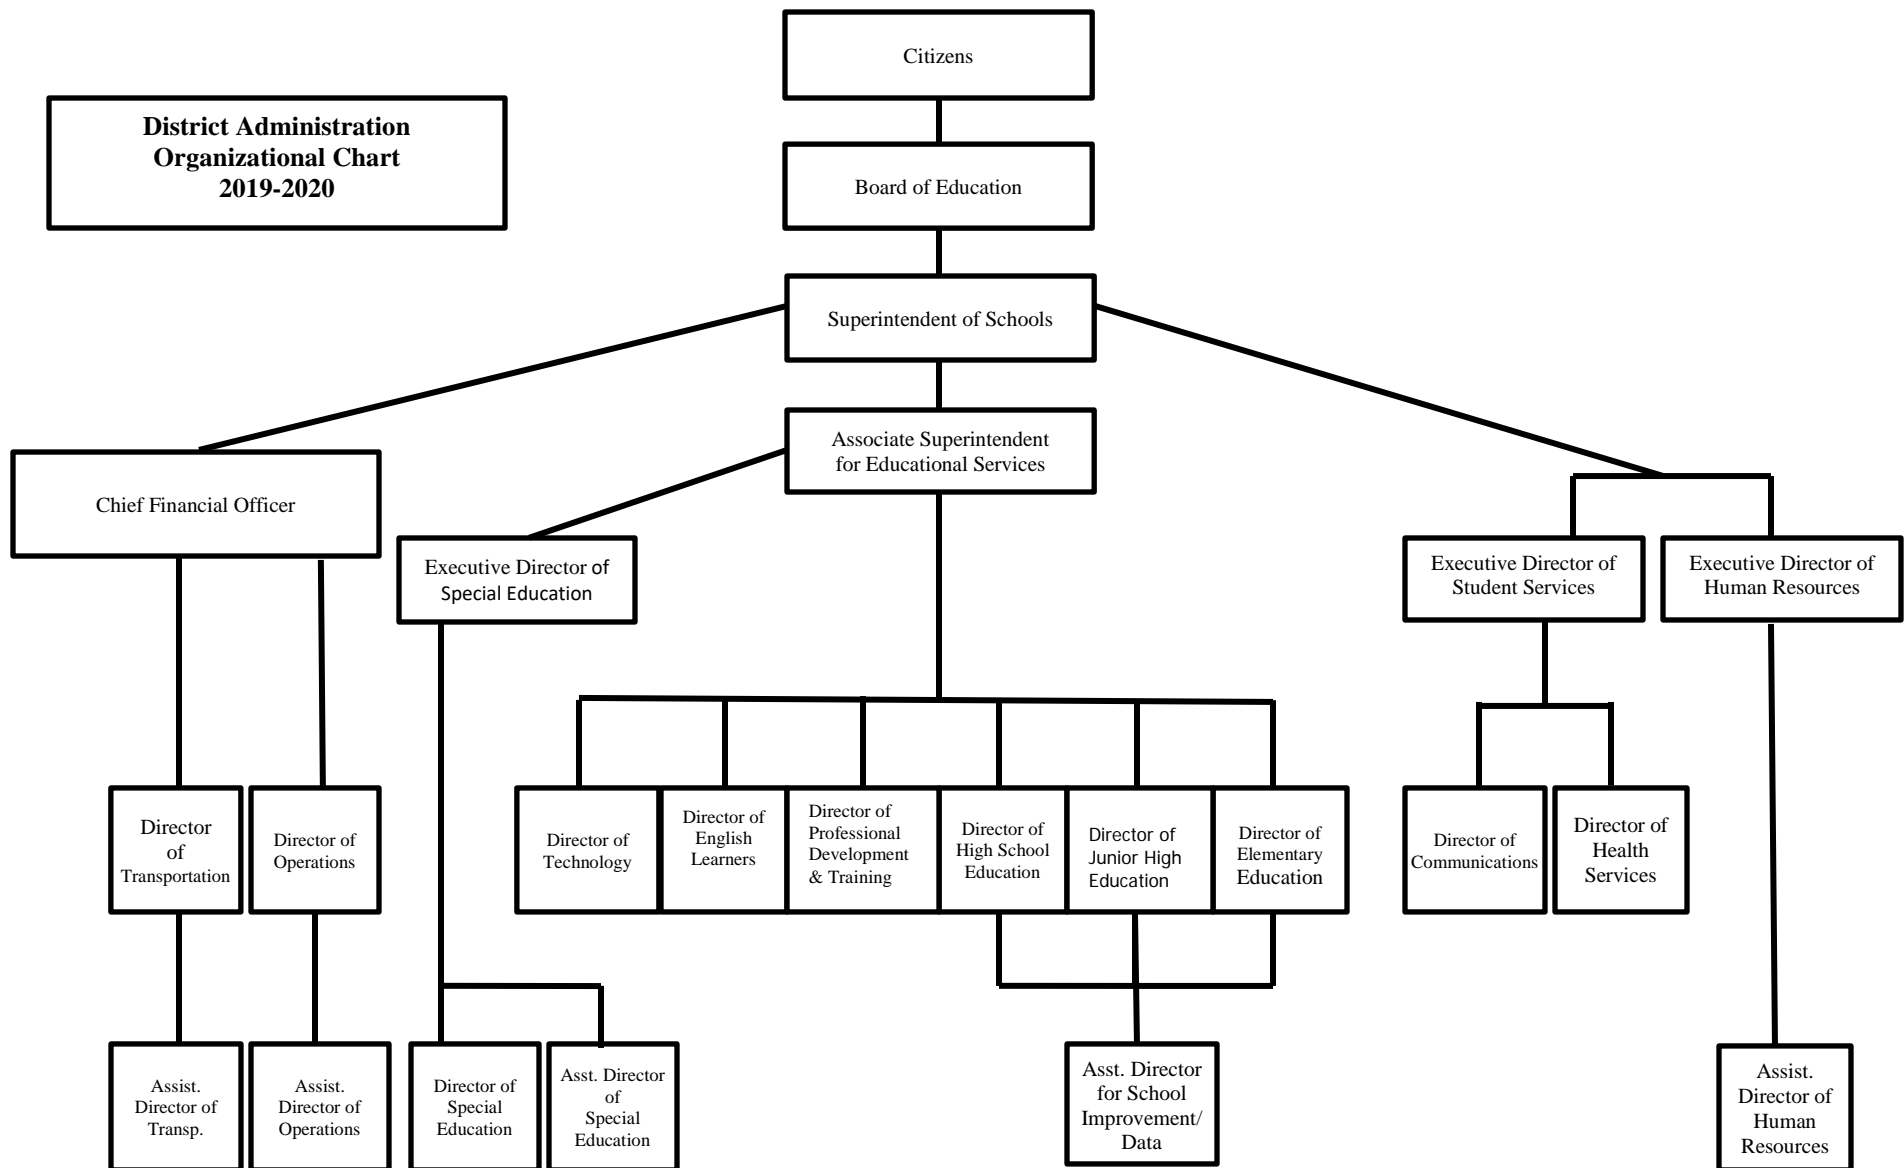 Citizens
District Administration
Organizational Chart
2019-2020
Board of Education
Superintendent of Schools
Associate Superintendent
for Educational Services
Chief Financial Officer
Executive Director of
Special Education
Executive Director of
Student Services
Executive Director of
Human Resources
Director
of
Transportation
Director of
Operations
Director of
Technology
Director of
English
Learners
Director of
Professional
Development
& Training
Director of
High School
Education
Director of
Junior High
Education
Director of
Elementary
Education
Director of
Communications
Director of
Health
Services
Assist.
Director of
Transp.
Assist.
Director of
Operations
Director of
Special
Education
Asst. Director
of
Special
Education
Asst. Director
for School
Improvement/
Data
Assist.
Director of
Human
Resources